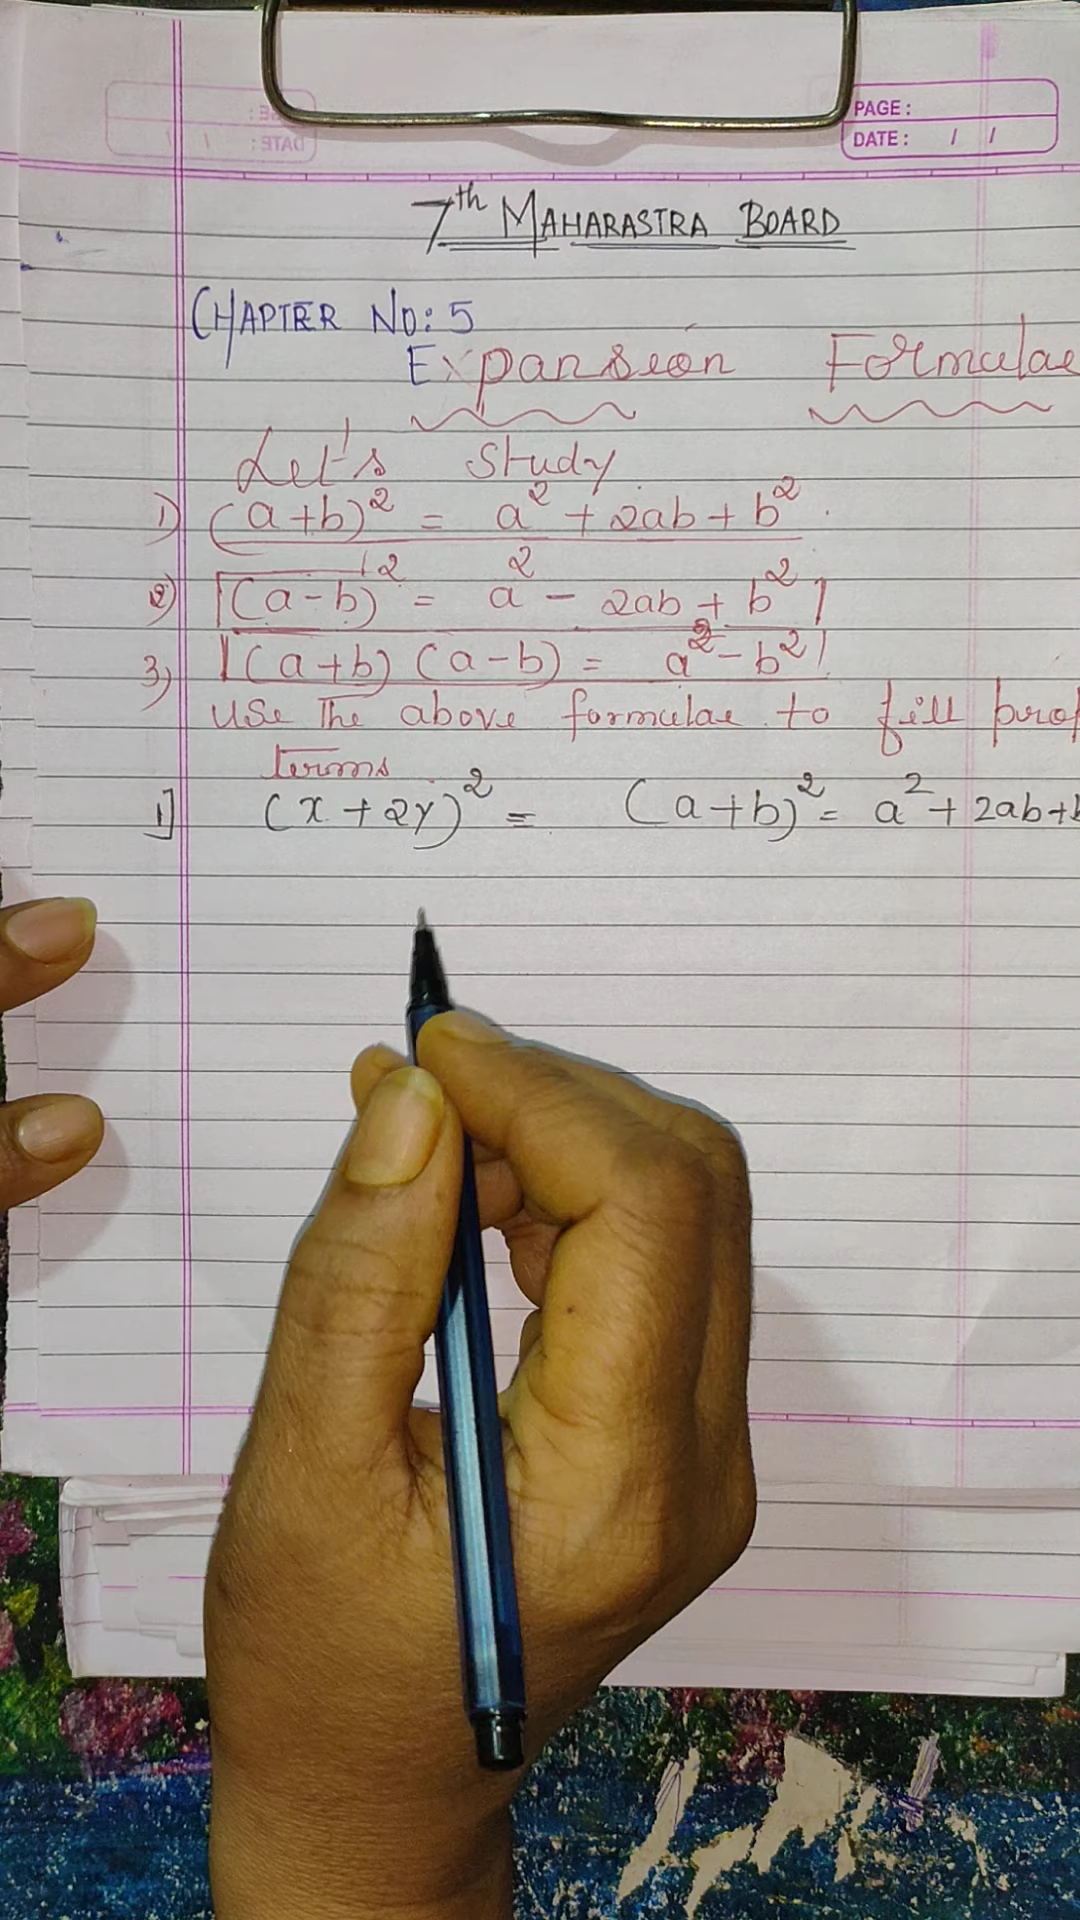 PAGE :
DATE : / /
7th MAHARASTRA BOARD
CHAPTER NO: 5
Expansion Formulae
Let's Study
1) (a+b)² = a² + 2ab + b²
2) (a-b)² = a² - 2ab + b²
3) (a+b) (a-b) = a² - b²
Use The above formulae to fill
terms
1] (x + 2y)² = (a+b)² = a² + 2ab +